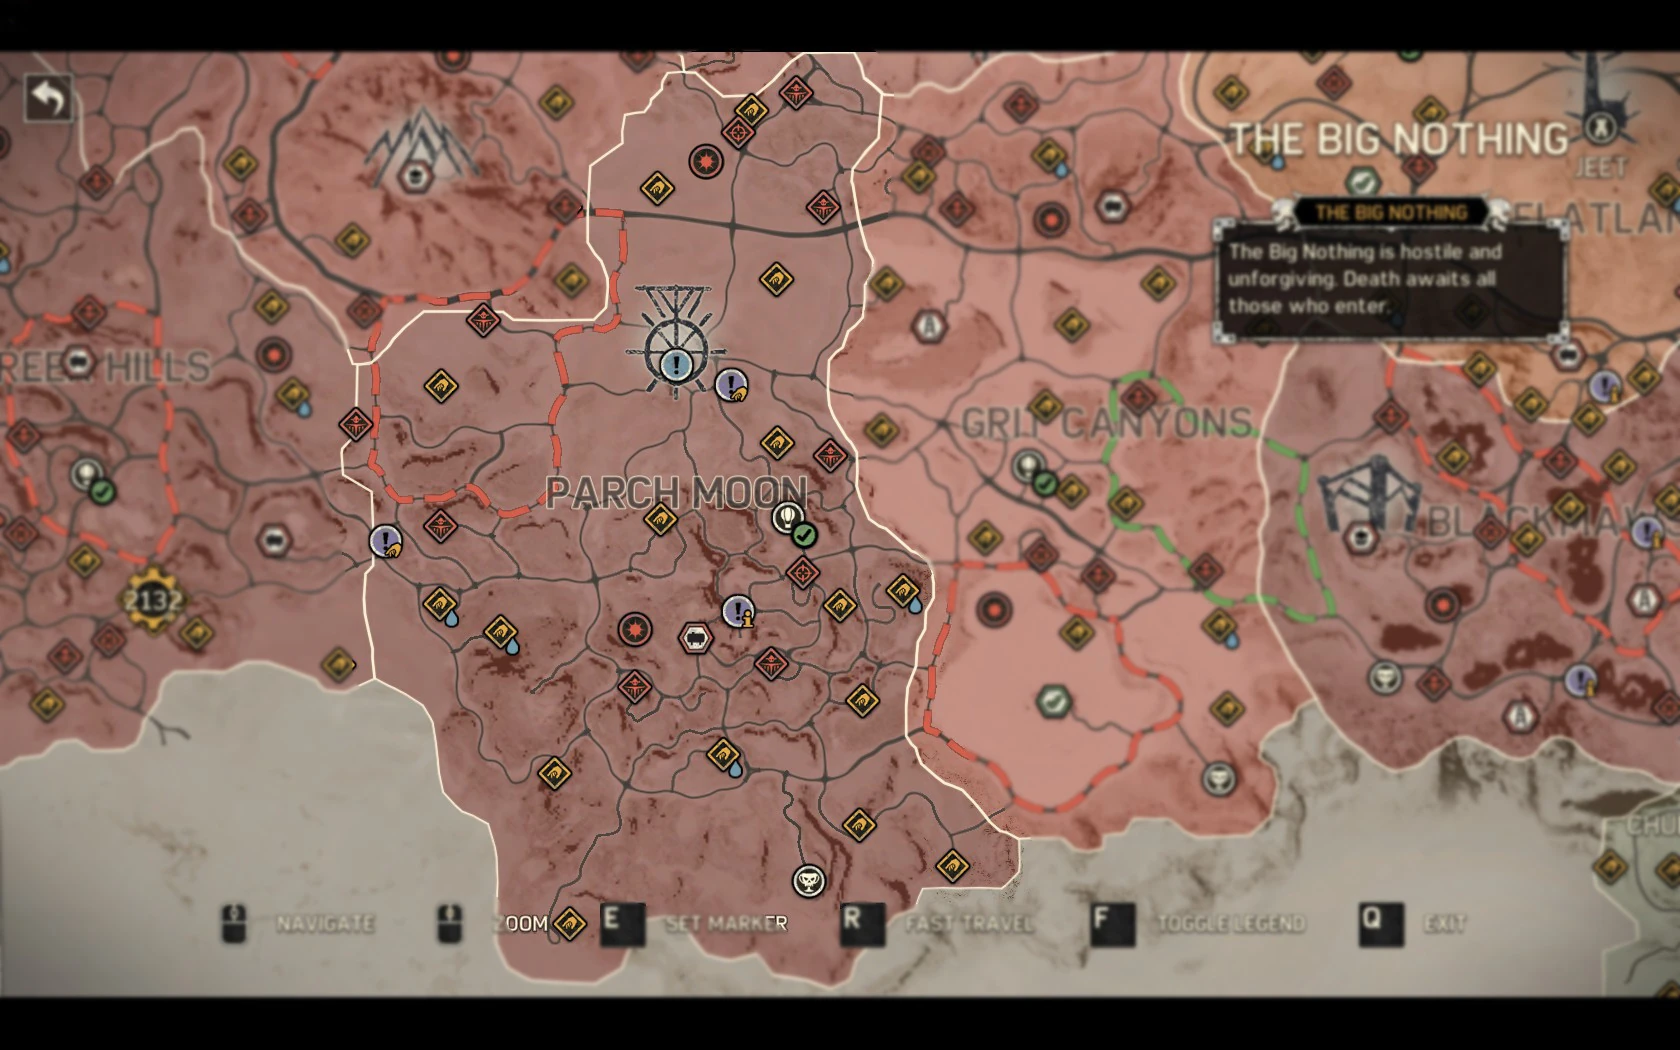 THE BIG NOTHING
JEET
THE BIG NOTHING
The Big Nothing is hostile and
unforgiving. Death awaits all
those who enter.
HILLS
GRIT CANYONS
PARCH MOON
2132
NAVIGATE
ZOOM
E SET MARKER
R FAST TRAVEL
F TOGGLE LEGEND
Q EXIT